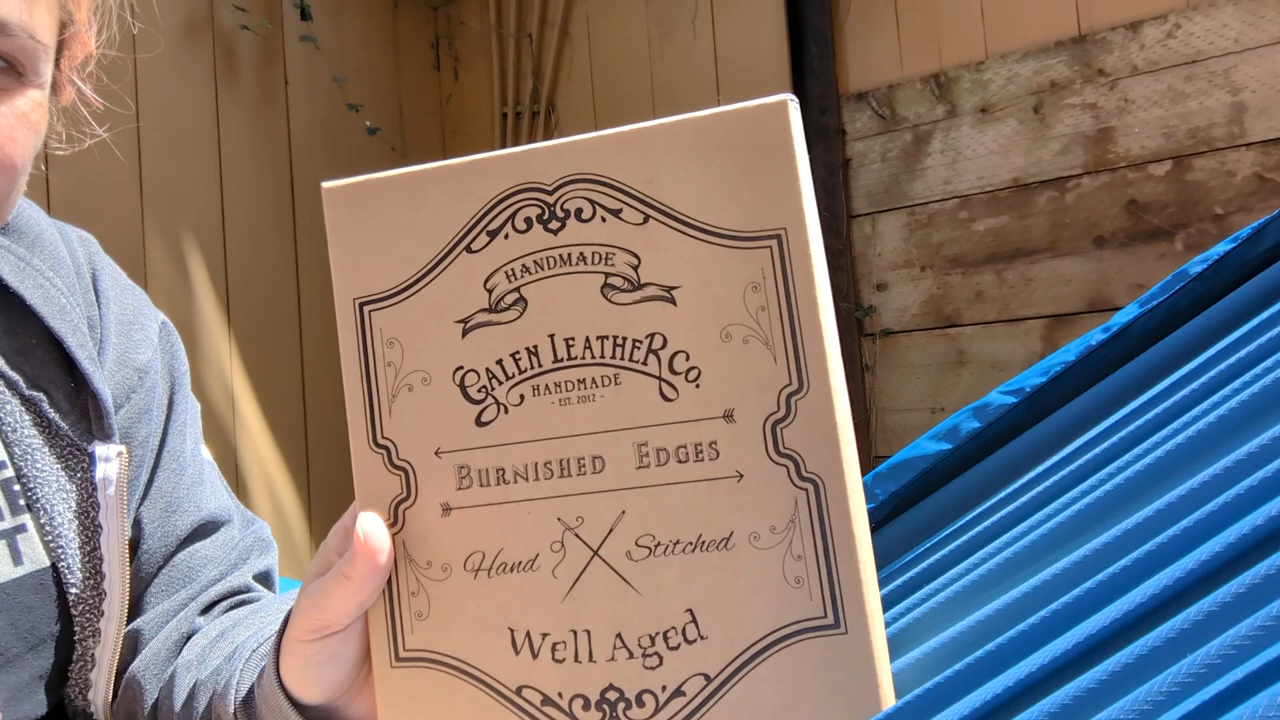 HANDMADE
GALEN LEATHER CO.
HANDMADE
- EST. 2012 -
BURNISHED EDGES
Hand Stitched
Well Aged